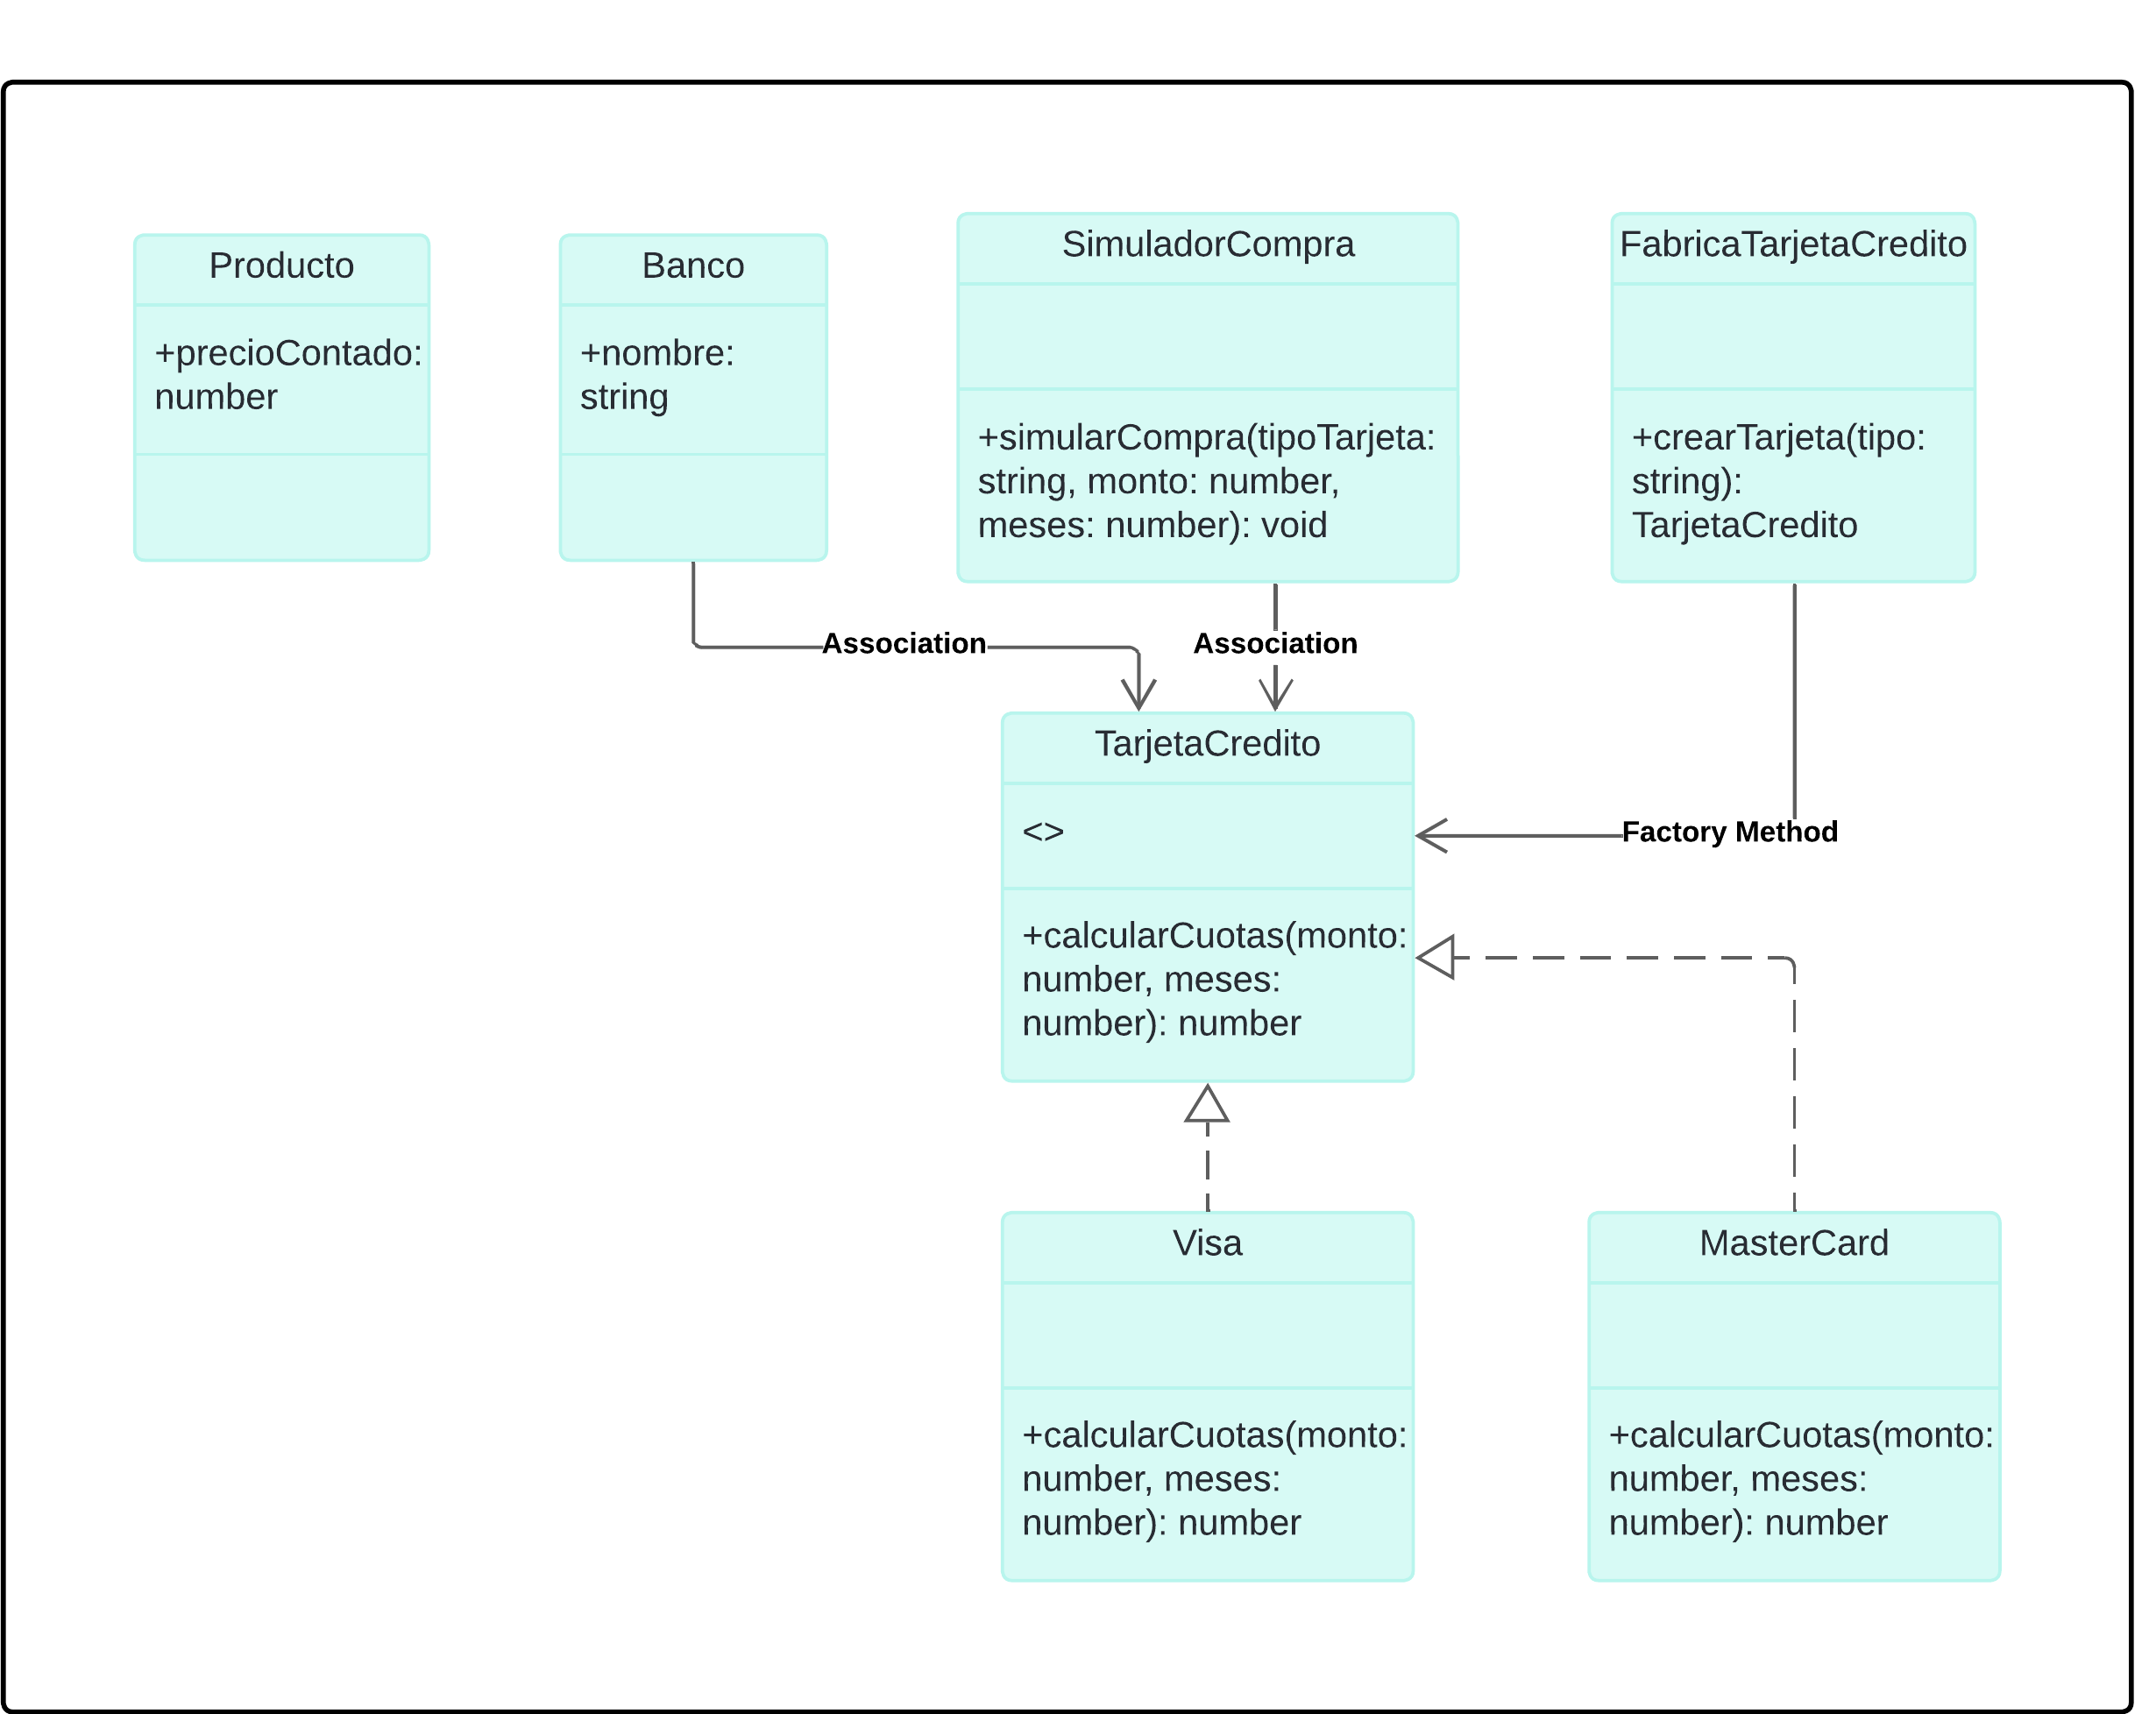 Producto
+precioContado:
number
Banco
+nombre:
string
SimuladorCompra
+simularCompra(tipoTarjeta:
string, monto: number,
meses: number): void
FabricaTarjetaCredito
+crearTarjeta(tipo:
string):
TarjetaCredito
Association
Association
TarjetaCredito
<>
+calcularCuotas(monto:
number, meses:
number): number
Factory Method
Visa
+calcularCuotas(monto:
number, meses:
number): number
MasterCard
+calcularCuotas(monto:
number, meses:
number): number